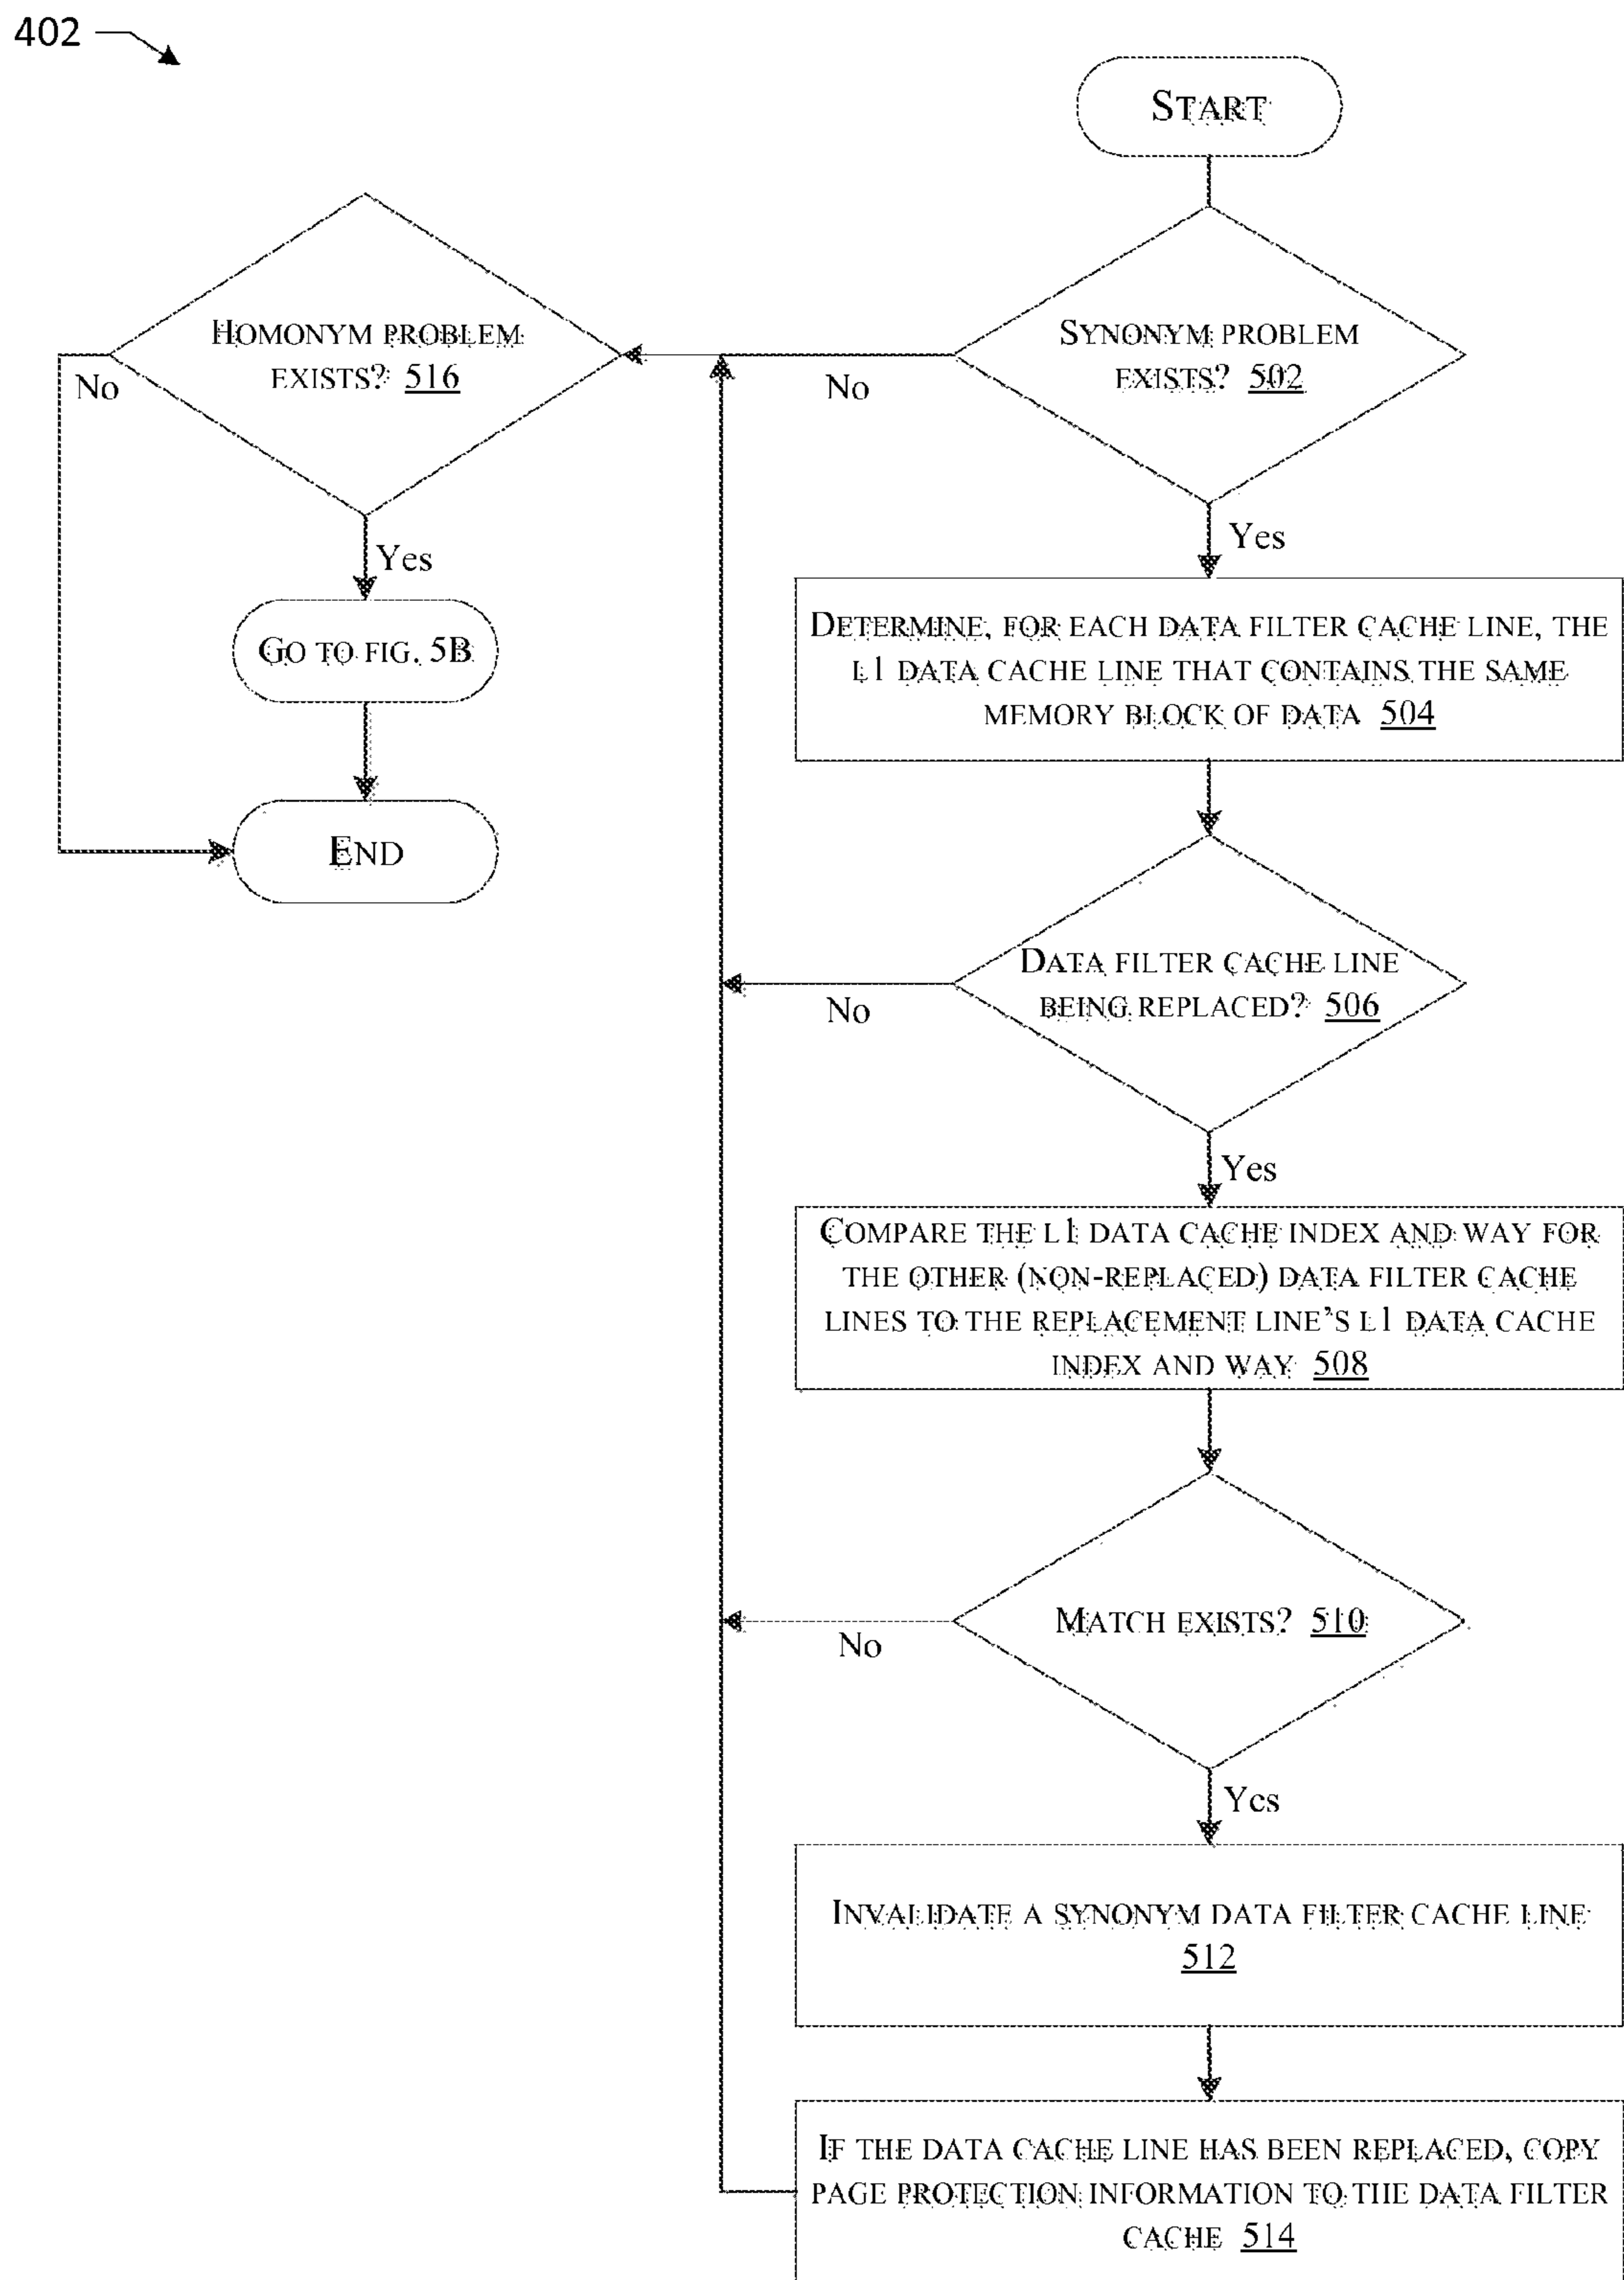 402
START
HOMONYM PROBLEM
EXISTS? 516
No
Yes
GO TO FIG. 5B
END
SYNONYM PROBLEM
EXISTS? 502
No
Yes
DETERMINE, FOR EACH DATA FILTER CACHE LINE, THE
L1 DATA CACHE LINE THAT CONTAINS THE SAME
MEMORY BLOCK OF DATA 504
DATA FILTER CACHE LINE
BEING REPLACED? 506
No
Yes
COMPARE THE L1 DATA CACHE INDEX AND WAY FOR
THE OTHER (NON-REPLACED) DATA FILTER CACHE
LINES TO THE REPLACEMENT LINE'S L1 DATA CACHE
INDEX AND WAY 508
MATCH EXISTS? 510
No
Yes
INVALIDATE A SYNONYM DATA FILTER CACHE LINE
512
IF THE DATA CACHE LINE HAS BEEN REPLACED, COPY
PAGE PROTECTION INFORMATION TO THE DATA FILTER
CACHE 514